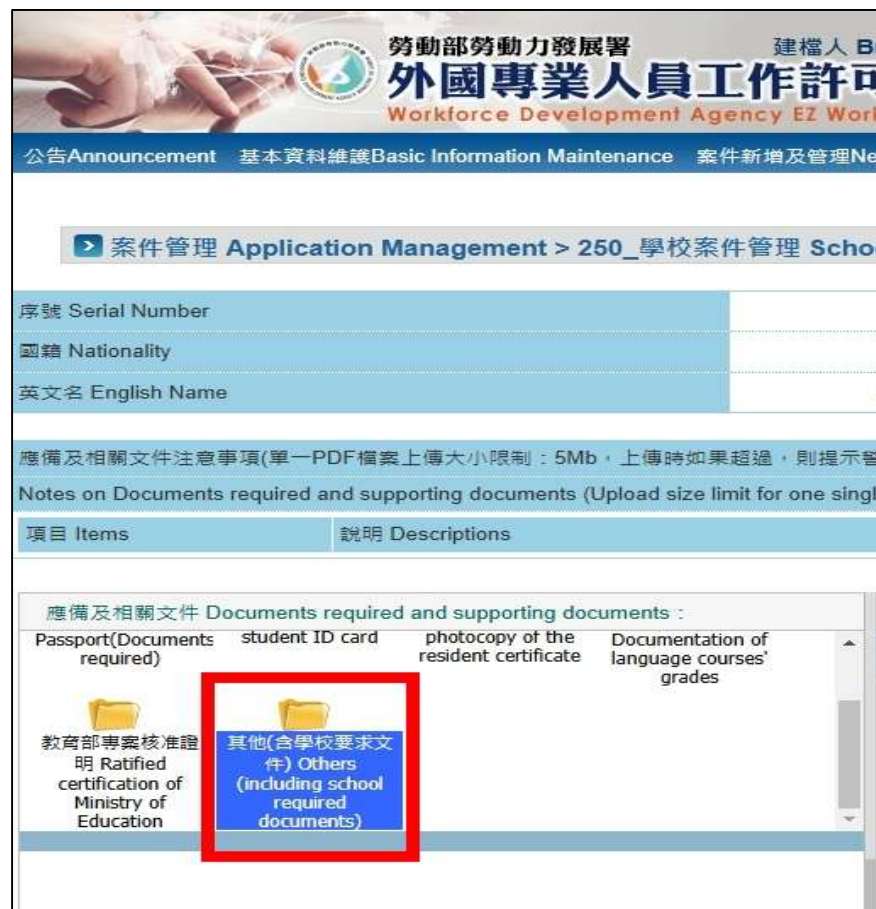 勞動部勞動力發展署
建檔人 B
外國專業人員工作許可
Workforce Development Agency EZ Work
公告Announcement 基本資料維護Basic Information Maintenance 案件新增及管理Ne
案件管理 Application Management > 250_學校案件管理 Schoo
序號 Serial Number
國籍 Nationality
英文名 English Name
應備及相關文件注意事項(單一PDF檔案上傳大小限制：5Mb，上傳時如果超過，則提示警
Notes on Documents required and supporting documents (Upload size limit for one singl
項目 Items 說明 Descriptions
應備及相關文件 Documents required and supporting documents :
Passport(Documents required)
student ID card
photocopy of the resident certificate
Documentation of language courses' grades
教育部專案核准證
明 Ratified
certification of
Ministry of
Education
其他(含學校要求文
件) Others
(including school
required
documents)